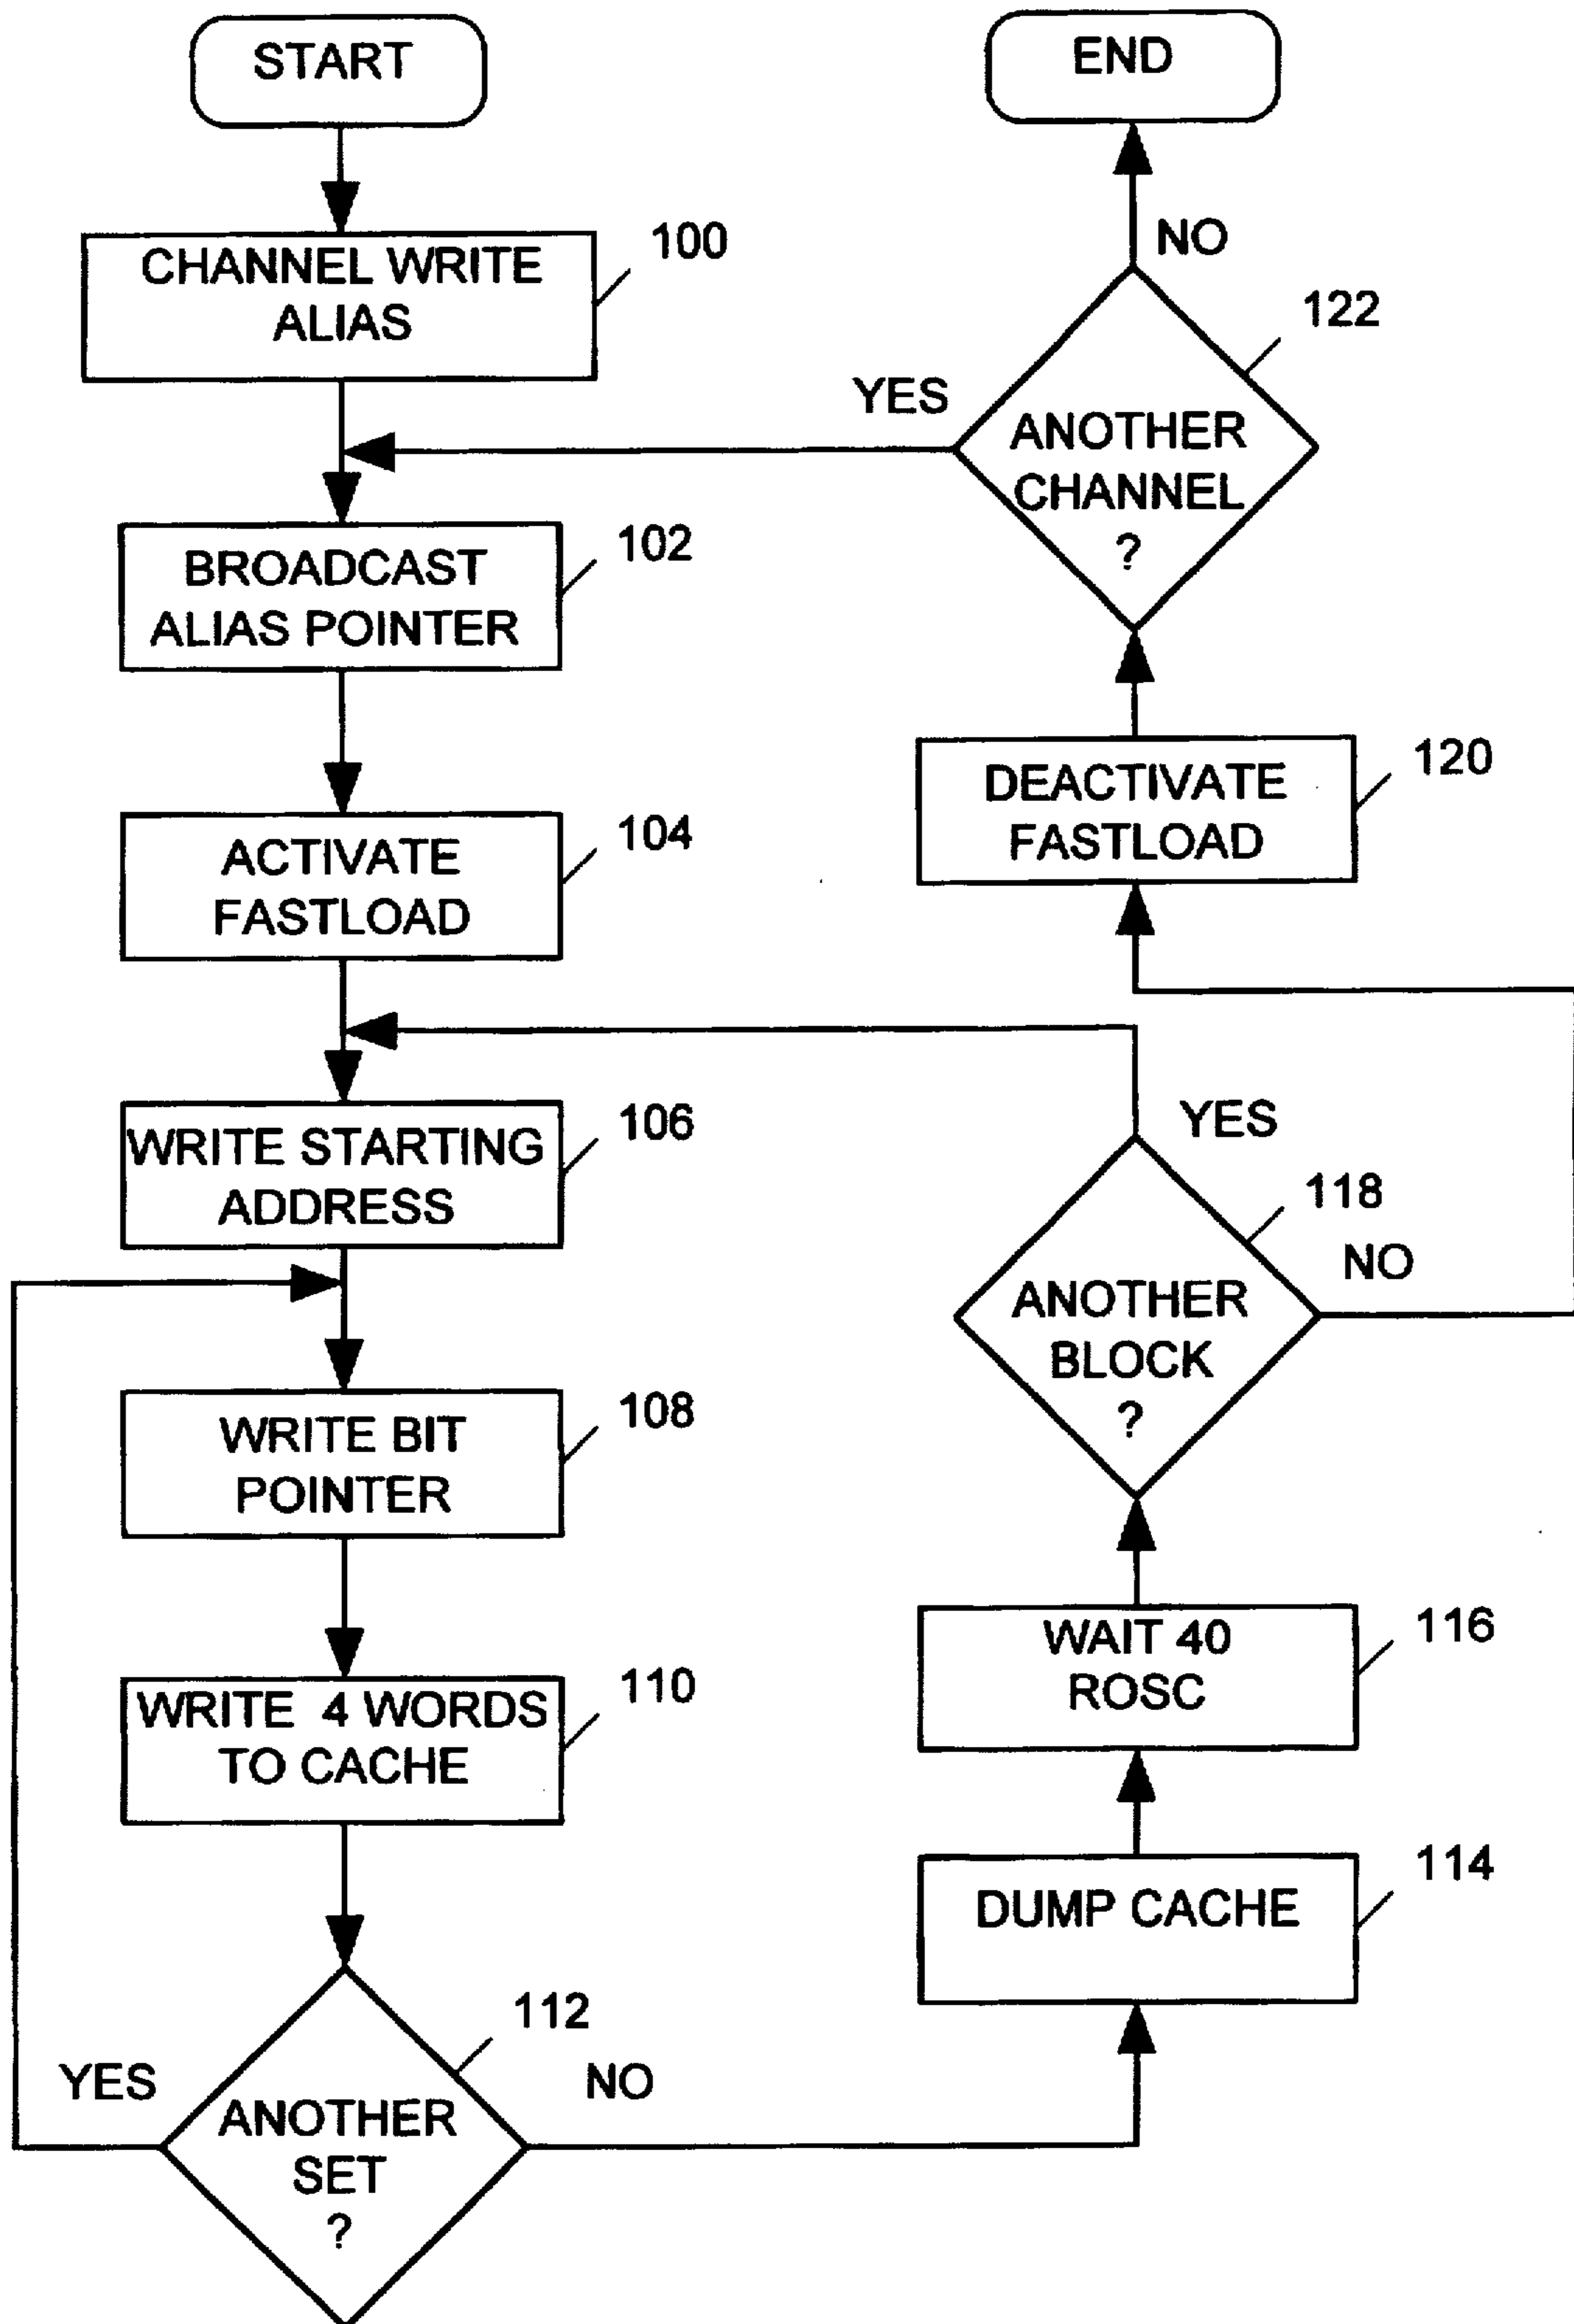 START
CHANNEL WRITE
ALIAS
100
BROADCAST
ALIAS POINTER
102
ACTIVATE
FASTLOAD
104
WRITE STARTING
ADDRESS
106
WRITE BIT
POINTER
108
WRITE 4 WORDS
TO CACHE
110
112
YES
NO
ANOTHER
SET
?
DUMP CACHE
114
WAIT 40
ROSC
116
118
YES
NO
ANOTHER
BLOCK
?
DEACTIVATE
FASTLOAD
120
122
YES
NO
ANOTHER
CHANNEL
?
END